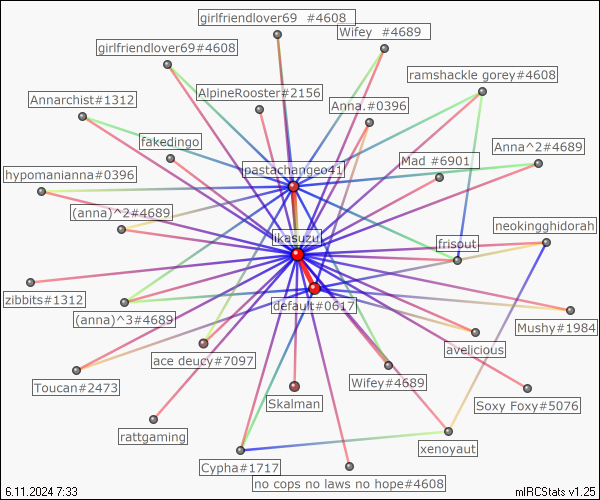 girlfriendlover69  #4608
Wifey  #4689
girlfriendlover69#4608
ramshackle gorey#4608
AlpineRooster#2156
Annarchist#1312
Anna.#0396
fakedingo
Anna^2#4689
Mad #6901
pastachangeo41
hypomanianna#0396
(anna)^2#4689
neokingghidorah
ikasuzu
frisout
zibbits#1312
default#0617
(anna)^3#4689
Mushy#1984
avelicious
ace deucy#7097
Toucan#2473
Wifey#4689
Skalman
Soxy Foxy#5076
rattgaming
xenoyaut
Cypha#1717
no cops no laws no hope#4608
6.11.2024 7:33
mIRCStats v1.25